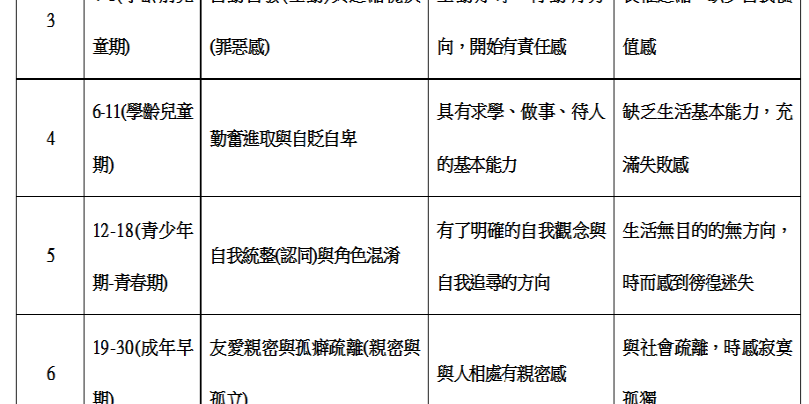 3
童期)
(罪惡感)
向，開始有責任感
值感
4
6-11(學齡兒童
期)
勤奮進取與自貶自卑
具有求學、做事、待人
的基本能力
缺乏生活基本能力，充
滿失敗感
5
12-18(青少年
期-青春期)
自我統整(認同)與角色混淆
有了明確的自我觀念與
自我追尋的方向
生活無目的的無方向，
時而感到徬徨迷失
6
19-30(成年早
期)
友愛親密與孤癖疏離(親密與
孤立)
與人相處有親密感
與社會疏離，時感寂寞
孤獨